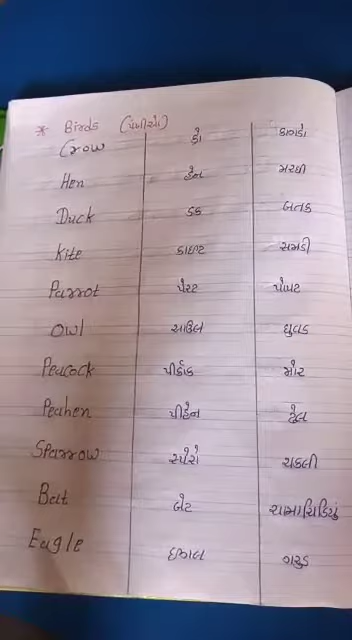 * Birds (પક્ષીઓ)
Crow ક્રો કાગડો
Hen હેન મરઘી
Duck ડક બતક
Kite કાઇટ સમડી
Parrot પેરટ પોપટ
Owl આઉલ ઘુવડ
Peacock પીકોક મોર
Peahen પીહેન ઢેલ
Sparrow સ્પેરો ચકલી
Bat બેટ ચામાચિડિયું
Eagle ઇગલ ગરુડ